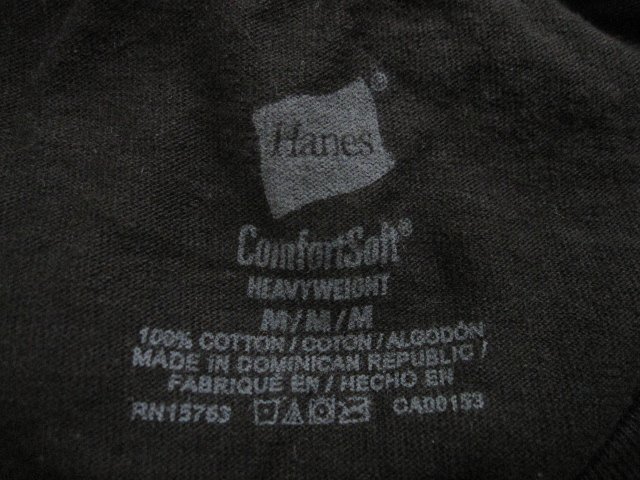 Hanes®
ComfortSoft®
HEAVYWEIGHT
M/M/M
100% COTTON/COTON/ALGODÓN
MADE IN DOMINICAN REPUBLIC/
FABRIQUÉ EN/HECHO EN
RN15763 CA00153